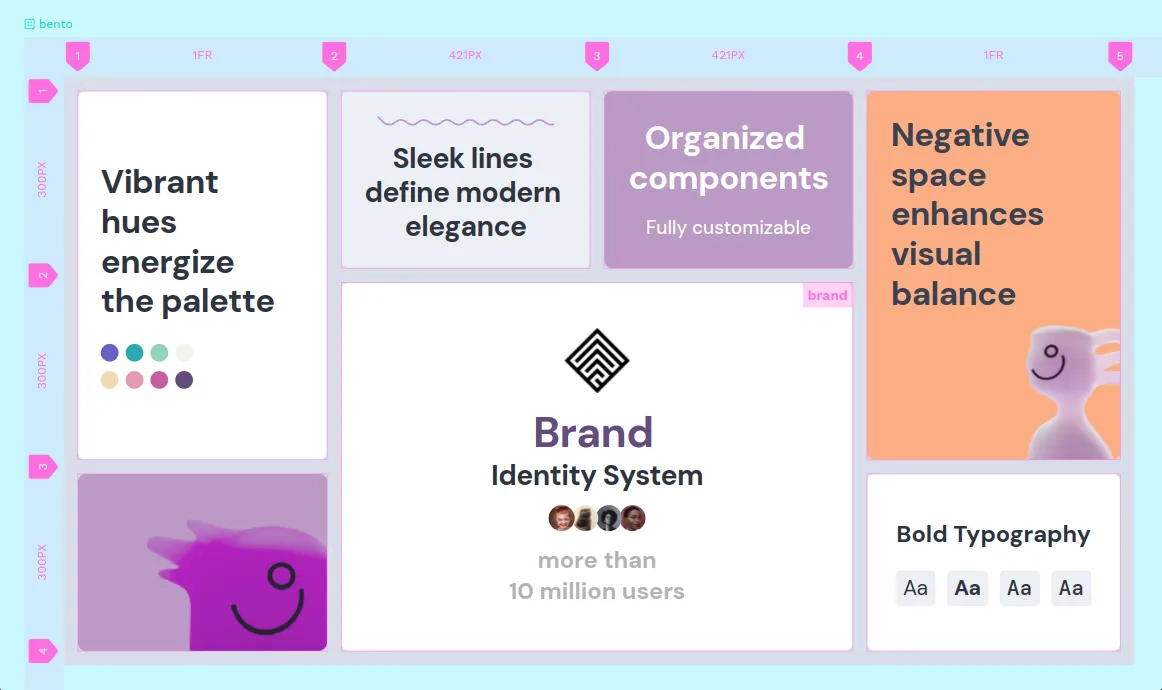 bento
1 1FR 2 421PX 3 421PX 4 1FR 5
1
300PX
2
300PX
3
300PX
4
Vibrant
hues
energize
the palette
Sleek lines
define modern
elegance
Organized
components
Fully customizable
Negative
space
enhances
visual
balance
brand
Brand
Identity System
more than
10 million users
Bold Typography
Aa Aa Aa Aa